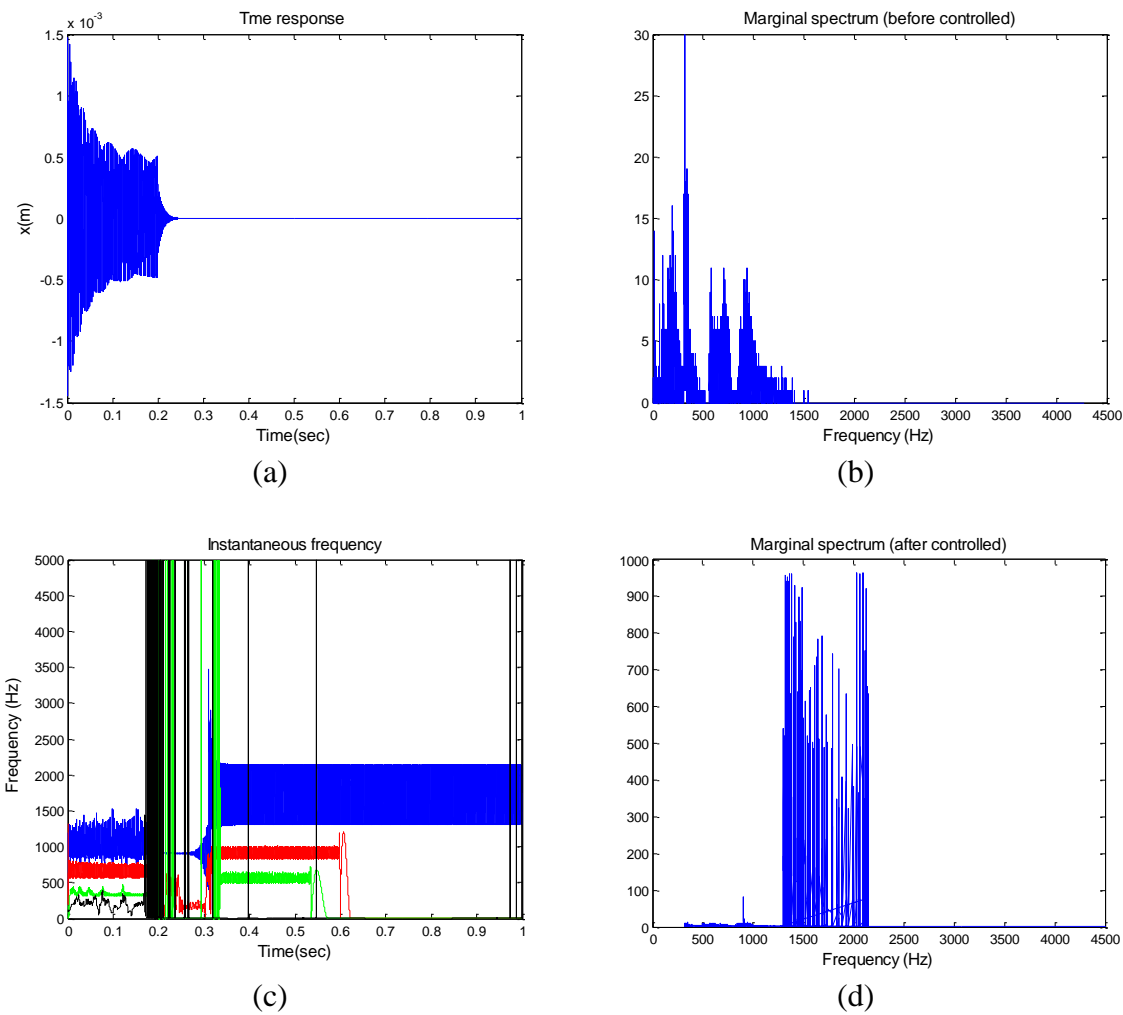 Tme response
x 10^-3
1.5
1
0.5
0
-0.5
-1
-1.5
x(m)
0 0.1 0.2 0.3 0.4 0.5 0.6 0.7 0.8 0.9 1
Time(sec)
(a)
Marginal spectrum (before controlled)
30
25
20
15
10
5
0
0 500 1000 1500 2000 2500 3000 3500 4000 4500
Frequency (Hz)
(b)
Instantaneous frequency
5000
4500
4000
3500
3000
2500
2000
1500
1000
500
0
Frequency (Hz)
0 0.1 0.2 0.3 0.4 0.5 0.6 0.7 0.8 0.9 1
Time(sec)
(c)
Marginal spectrum (after controlled)
1000
900
800
700
600
500
400
300
200
100
0
0 500 1000 1500 2000 2500 3000 3500 4000 4500
Frequency (Hz)
(d)